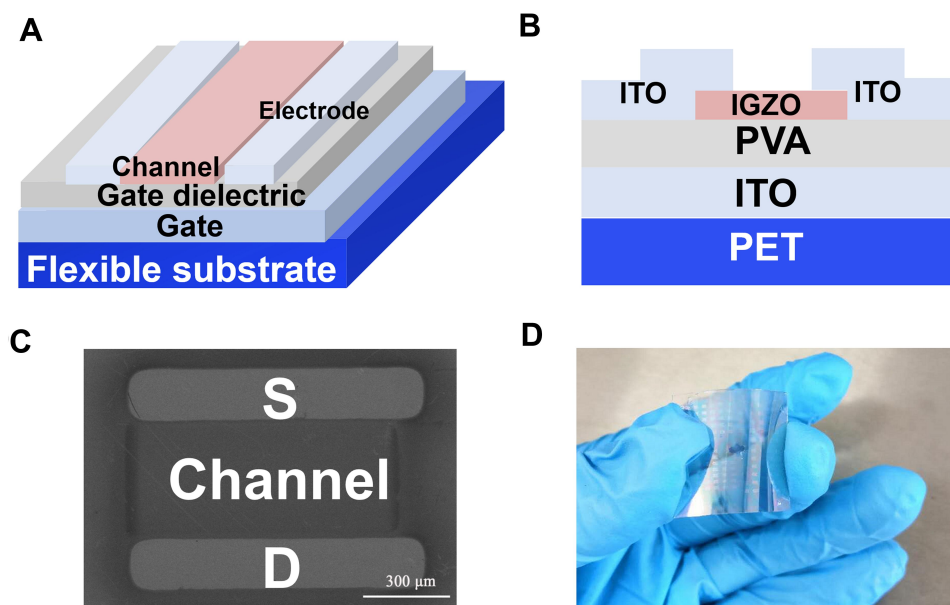 A
Electrode
Channel
Gate dielectric
Gate
Flexible substrate
B
ITO
IGZO
ITO
PVA
ITO
PET
C
S
Channel
D
300 μm
D